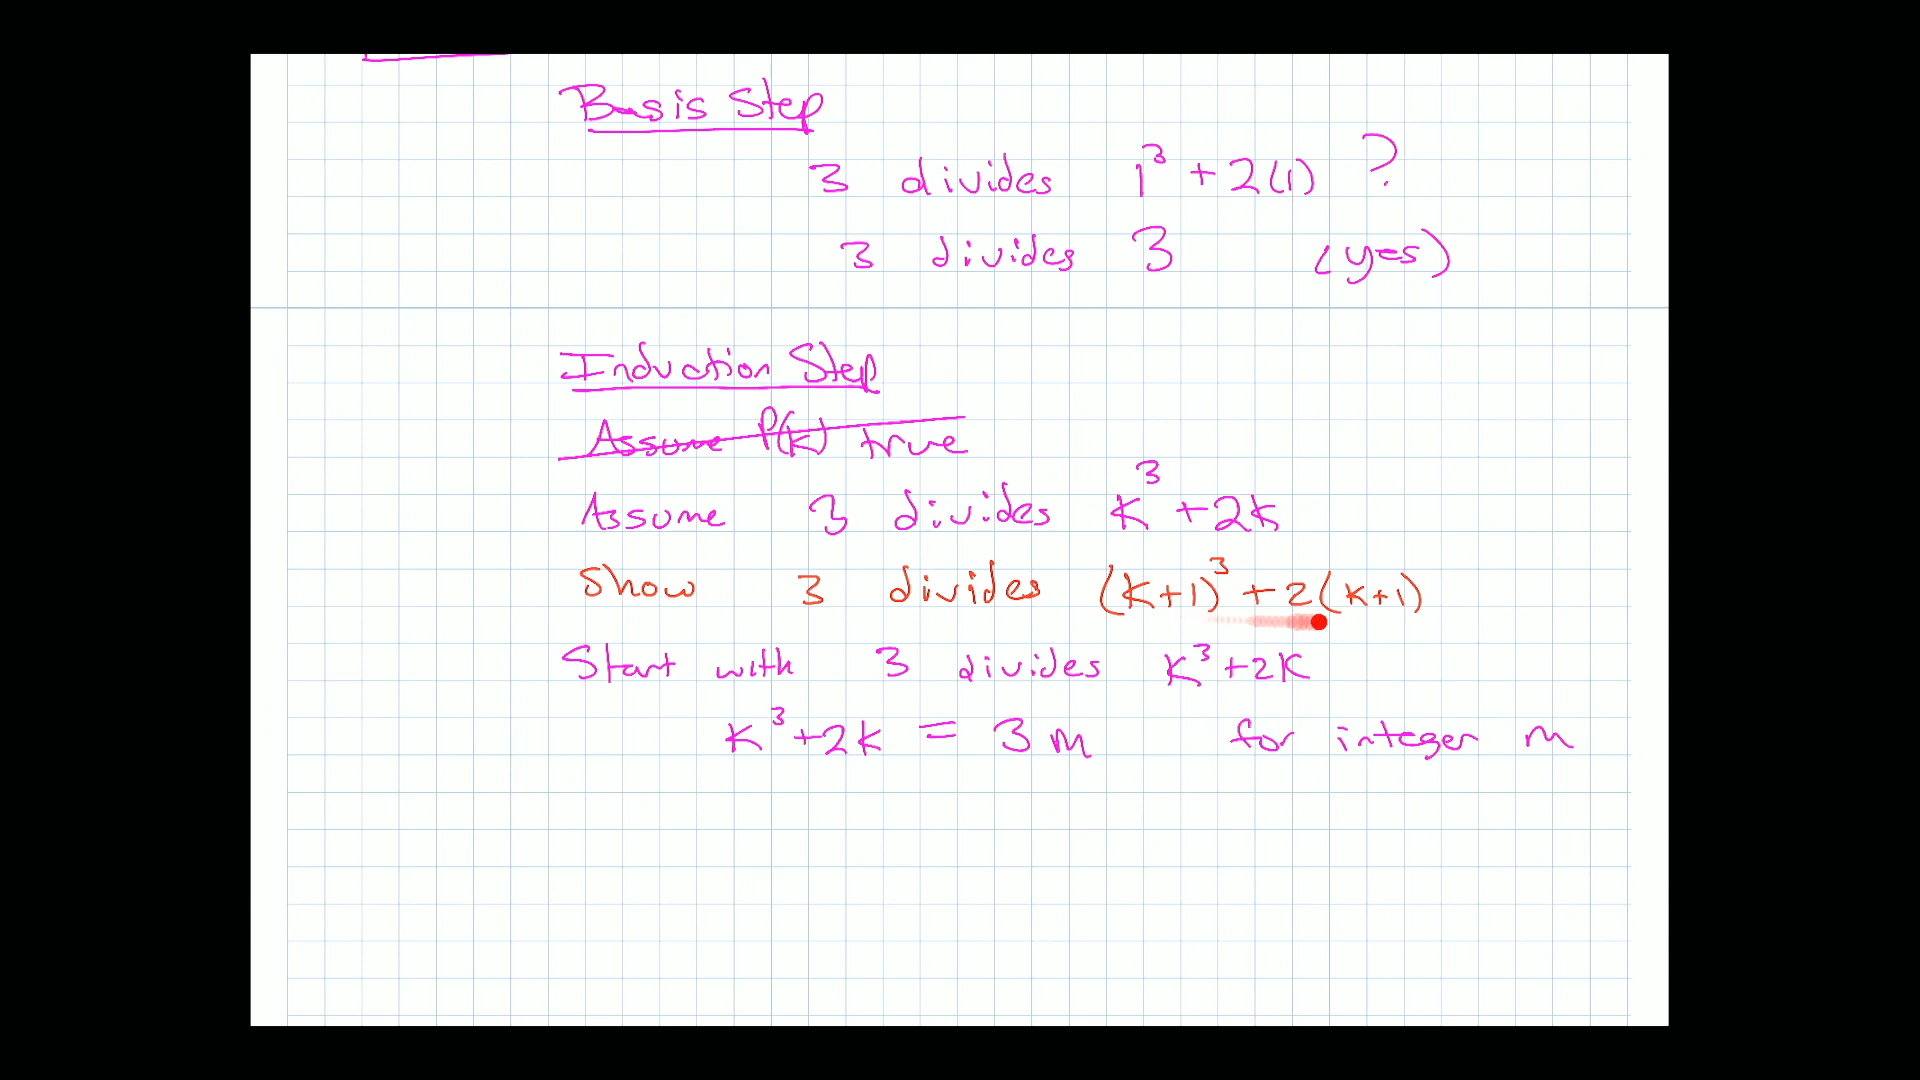 Basis Step
3 divides 1³ + 2(1) ?
3 divides 3 (yes)
Induction Step
Assume P(k) true
Assume 3 divides k³ + 2k
Show 3 divides (k+1)³ + 2(k+1)
Start with 3 divides k³ + 2k
k³ + 2k = 3m for integer m